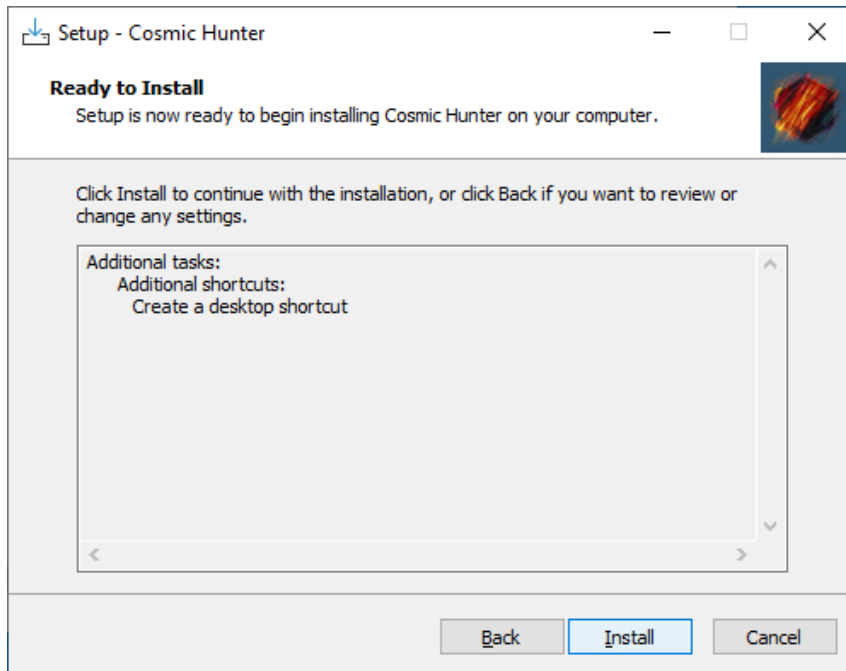 Setup - Cosmic Hunter
Ready to Install
Setup is now ready to begin installing Cosmic Hunter on your computer.
Click Install to continue with the installation, or click Back if you want to review or
change any settings.
Additional tasks:
Additional shortcuts:
Create a desktop shortcut
Back
Install
Cancel